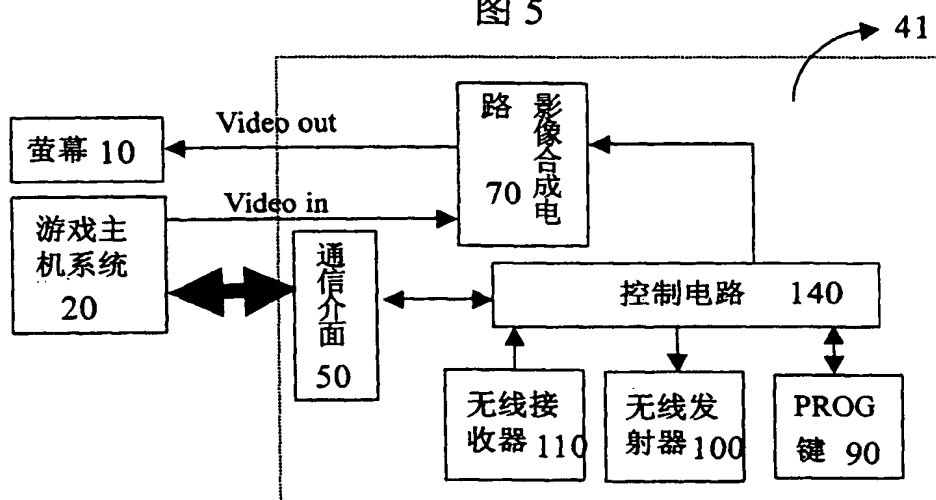 图 5
41
Video out
影像合成电
路
70
萤幕 10
Video in
游戏主
机系统
20
通信介面
50
控制电路 140
无线接
收器 110
无线发
射器 100
PROG
键 90